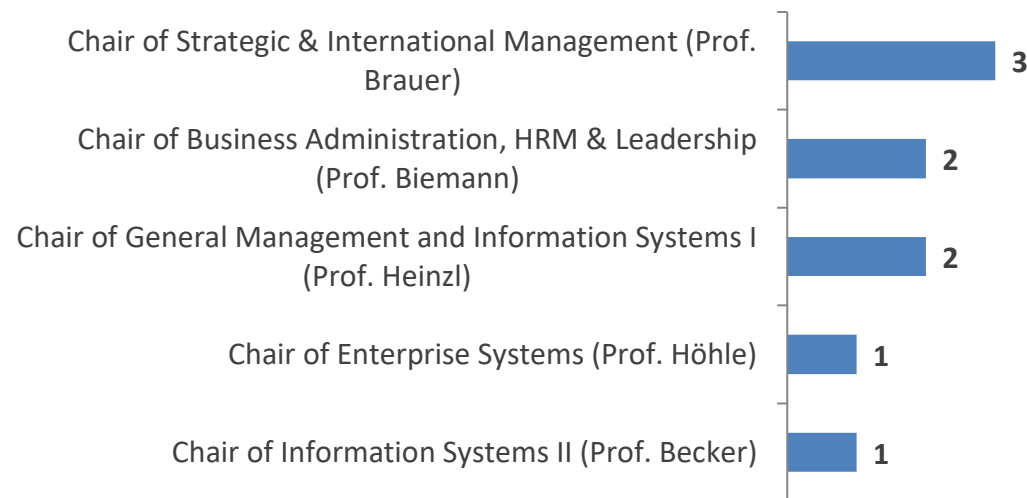 Chair of Strategic & International Management (Prof.
Brauer)
3
Chair of Business Administration, HRM & Leadership
(Prof. Biemann)
2
Chair of General Management and Information Systems I
(Prof. Heinzl)
2
Chair of Enterprise Systems (Prof. Höhle)
1
Chair of Information Systems II (Prof. Becker)
1